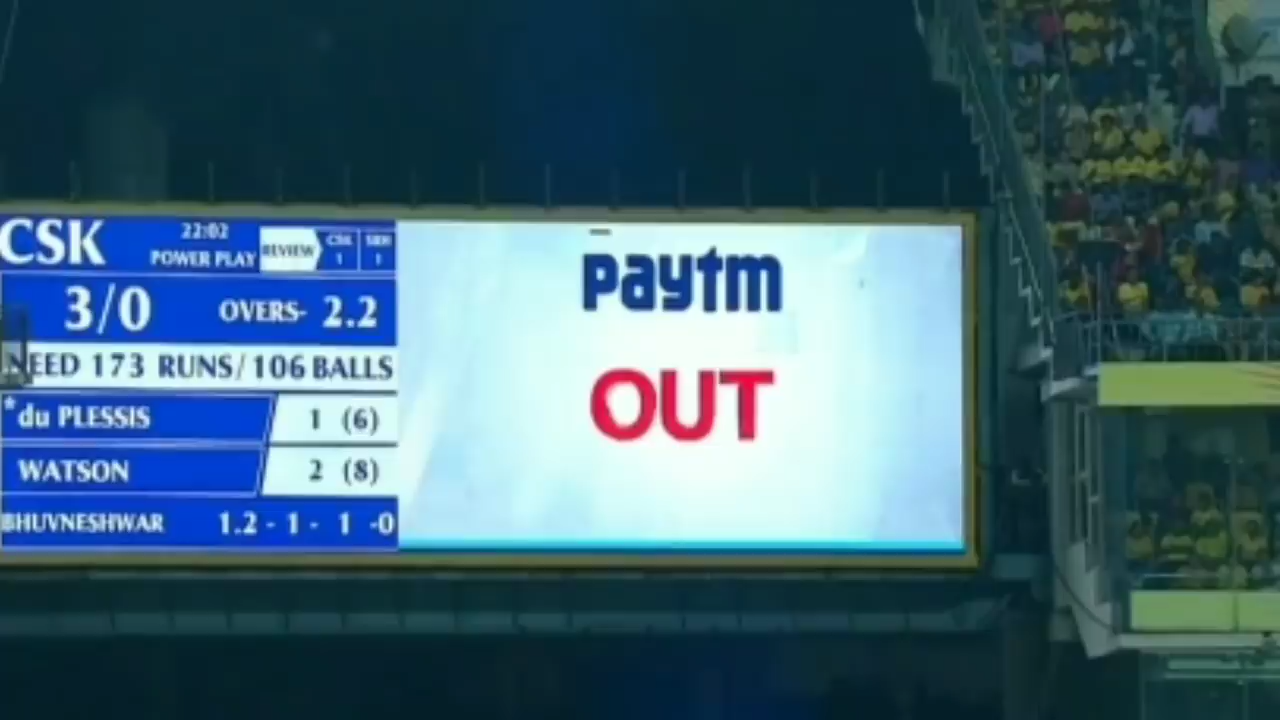 CSK
22:02
POWER PLAY
REVIEW CSK SRH
1 1
3/0 OVERS- 2.2
NEED 173 RUNS/106 BALLS
*du PLESSIS 1 (6)
WATSON 2 (8)
BHUVNESHWAR 1.2 - 1 - 1 -0
paytm
OUT